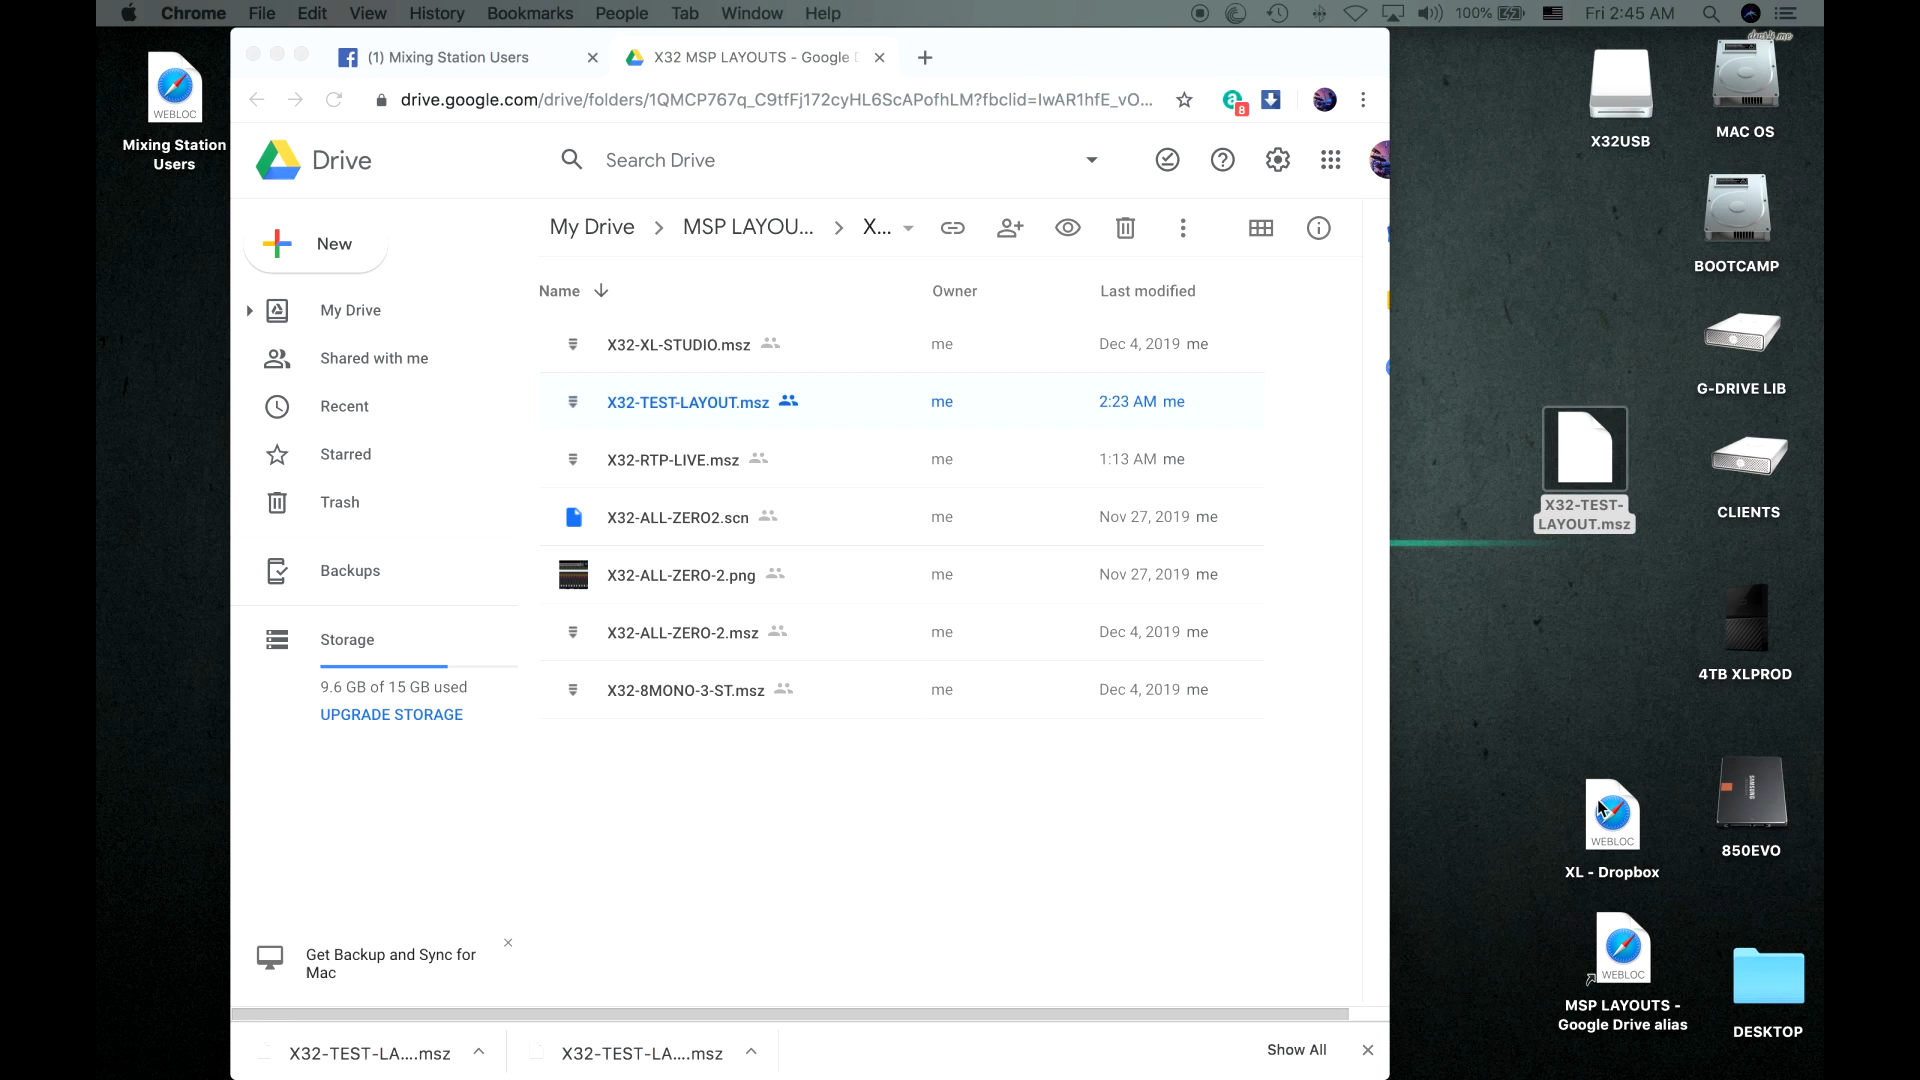 Chrome File Edit View History Bookmarks People Tab Window Help
100% Fri 2:45 AM
(1) Mixing Station Users
X32 MSP LAYOUTS - Google
drive.google.com/drive/folders/1QMCP767q_C9tfFj172cyHL6ScAPofhLM?fbclid=IwAR1hfE_vO...
8
Drive
Search Drive
My Drive > MSP LAYOU... > X...
New
My Drive
Shared with me
Recent
Starred
Trash
Backups
Storage
9.6 GB of 15 GB used
UPGRADE STORAGE
Get Backup and Sync for
Mac
Name Owner Last modified
X32-XL-STUDIO.msz me Dec 4, 2019 me
X32-TEST-LAYOUT.msz me 2:23 AM me
X32-RTP-LIVE.msz me 1:13 AM me
X32-ALL-ZERO2.scn me Nov 27, 2019 me
X32-ALL-ZERO-2.png me Nov 27, 2019 me
X32-ALL-ZERO-2.msz me Dec 4, 2019 me
X32-8MONO-3-ST.msz me Dec 4, 2019 me
X32-TEST-LA....msz
X32-TEST-LA....msz
Show All
WEBLOC
Mixing Station
Users
X32USB
MAC OS
BOOTCAMP
G-DRIVE LIB
X32-TEST-
LAYOUT.msz
CLIENTS
4TB XLPROD
SAMSUNG
850EVO
WEBLOC
XL - Dropbox
WEBLOC
MSP LAYOUTS -
Google Drive alias
DESKTOP